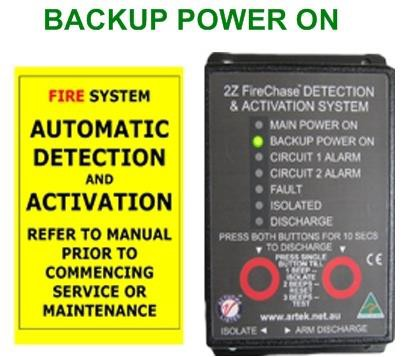 BACKUP POWER ON
FIRE SYSTEM
AUTOMATIC
DETECTION
AND
ACTIVATION
REFER TO MANUAL
PRIOR TO
COMMENCING
SERVICE OR
MAINTENANCE
2Z FireChase™ DETECTION
& ACTIVATION SYSTEM
MAIN POWER ON
BACKUP POWER ON
CIRCUIT 1 ALARM
CIRCUIT 2 ALARM
FAULT
ISOLATED
DISCHARGE
PRESS BOTH BUTTONS FOR 10 SECS
TO DISCHARGE
PRESS SINGLE
BUTTON TILL
1 BEEP --
ISOLATE
2 BEEPS --
RESET
3 BEEPS --
TEST
CE
www.artek.net.au
ISOLATE ◄ ► ARM DISCHARGE